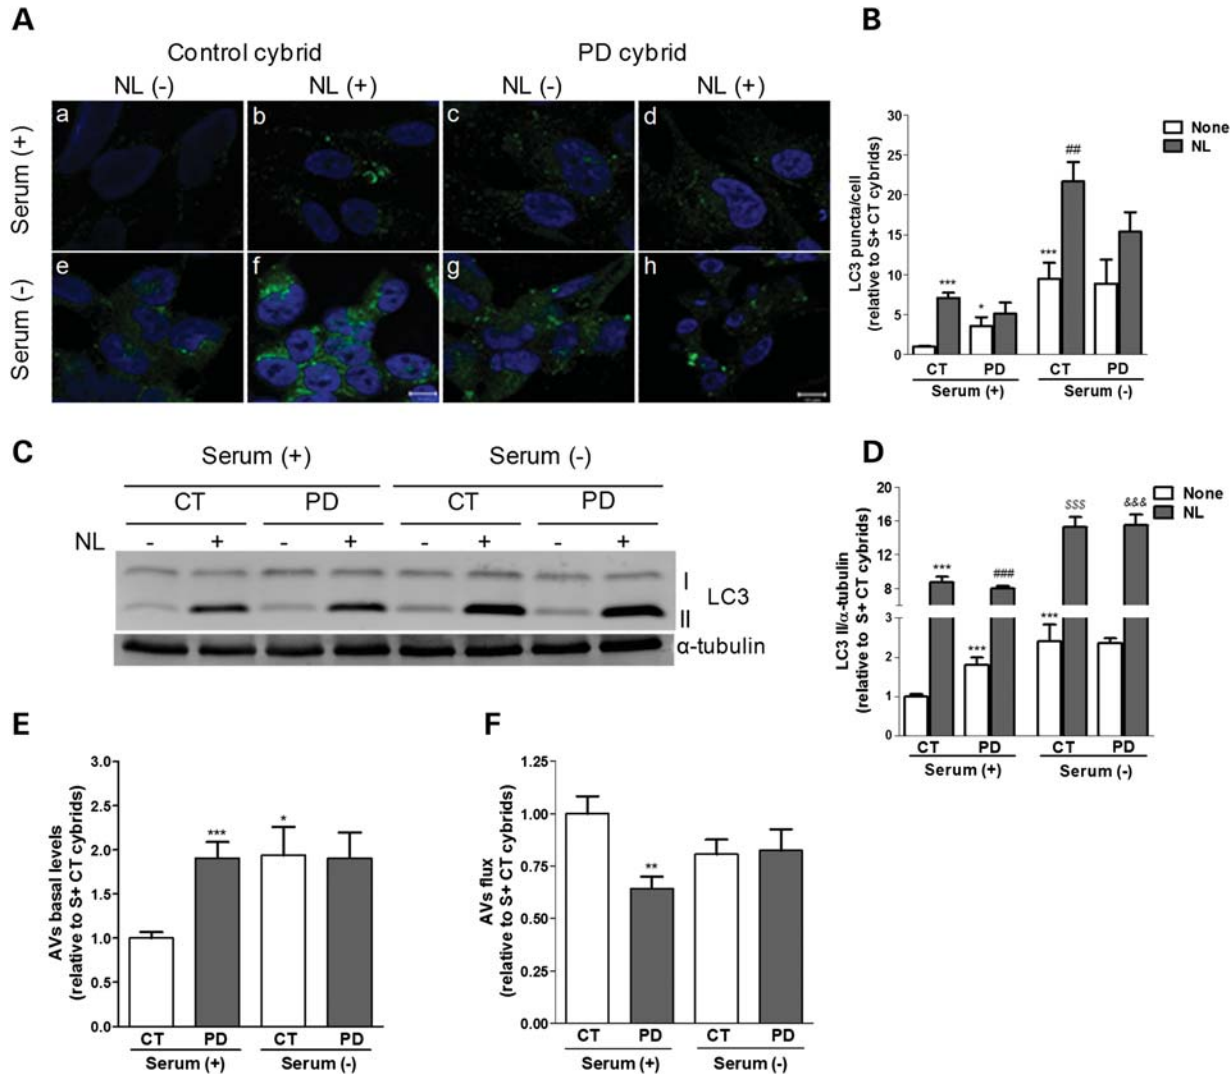 A
Control cybrid PD cybrid
NL (-) NL (+) NL (-) NL (+)
Serum (+)
a b c d
Serum (-)
e f g h
B
LC3 puncta/cell
(relative to S+ CT cybrids)
30
25
20
15
10
5
0
*** * *** ##
None
NL
CT PD CT PD
Serum (+) Serum (-)
C
Serum (+) Serum (-)
CT PD CT PD
NL - + - + - + - +
I
LC3
II
α-tubulin
D
LC3 II/α-tubulin
(relative to S+ CT cybrids)
20
16
12
8
3
2
1
0
*** *** ### *** $$$ &&&
None
NL
CT PD CT PD
Serum (+) Serum (-)
E
AVs basal levels
(relative to S+ CT cybrids)
3.0
2.5
2.0
1.5
1.0
0.5
0.0
*** *
CT PD CT PD
Serum (+) Serum (-)
F
AVs flux
(relative to S+ CT cybrids)
1.25
1.00
0.75
0.50
0.25
0.00
**
CT PD CT PD
Serum (+) Serum (-)